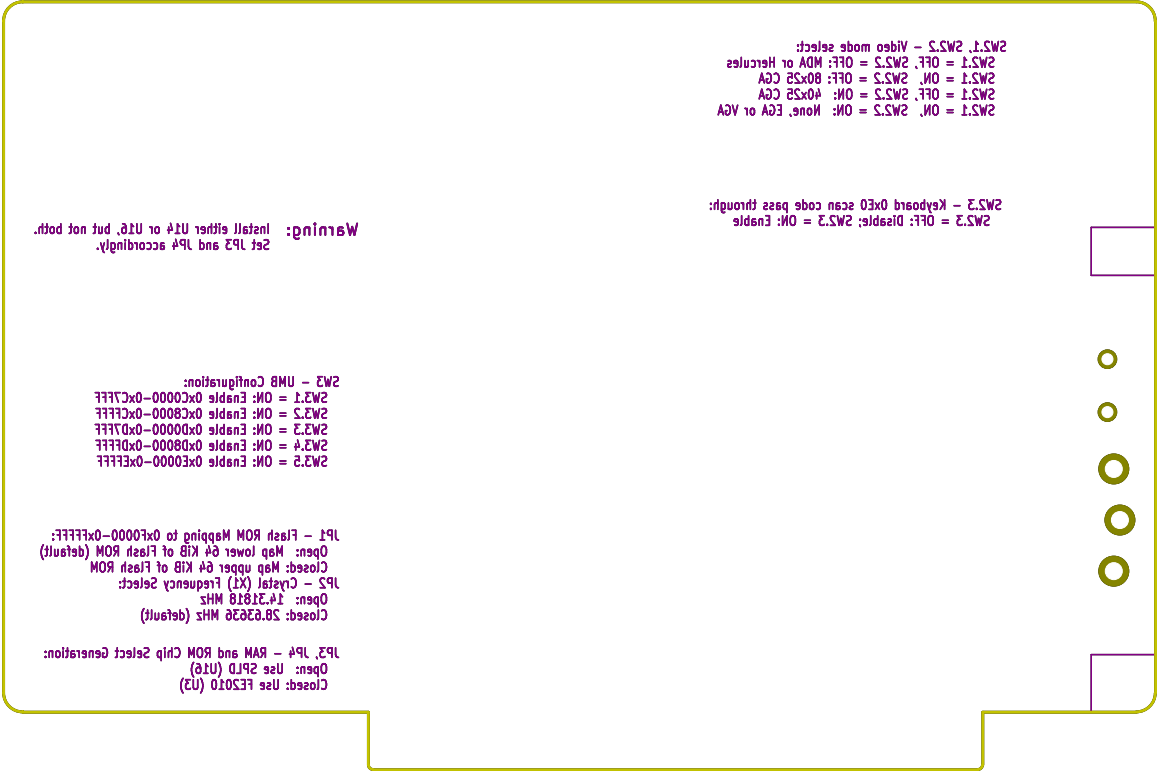 SW2.1, SW2.2 - Video mode select:
SW2.1 = OFF, SW2.2 = OFF: MDA or Hercules
SW2.1 = ON, SW2.2 = OFF: 80x25 CGA
SW2.1 = OFF, SW2.2 = ON: 40x25 CGA
SW2.1 = ON, SW2.2 = ON: None, EGA or VGA
SW2.3 - Keyboard 0xE0 scan code pass through:
SW2.3 = OFF: Disable; SW2.3 = ON: Enable
Warning: Install either U14 or U16, but not both.
Set JP3 and JP4 accordingly.
SW3 - UMB Configuration:
SW3.1 = ON: Enable 0xC0000-0xC7FFF
SW3.2 = ON: Enable 0xC8000-0xCFFFF
SW3.3 = ON: Enable 0xD0000-0xD7FFF
SW3.4 = ON: Enable 0xD8000-0xDFFFF
SW3.5 = ON: Enable 0xE0000-0xEFFFF
JP1 - Flash ROM Mapping to 0xF0000-0xFFFFF:
Open: Map lower 64 KiB of Flash ROM (default)
Closed: Map upper 64 KiB of Flash ROM
JP2 - Crystal (X1) Frequency Select:
Open: 14.31818 MHz
Closed: 28.63636 MHz (default)
JP3, JP4 - RAM and ROM Chip Select Generation:
Open: Use SPLD (U16)
Closed: Use FE2010 (U3)